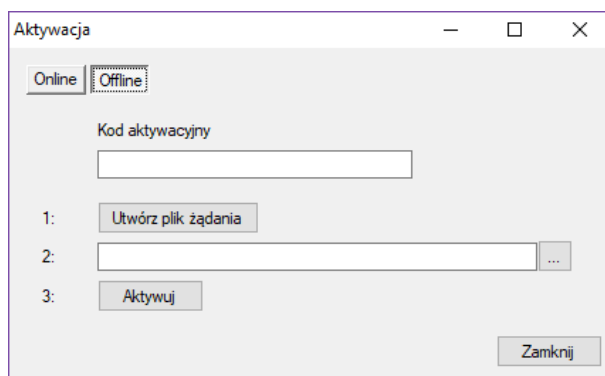 Aktywacja
Online Offline
Kod aktywacyjny
1: Utwórz plik żądania
2: ...
3: Aktywuj
Zamknij